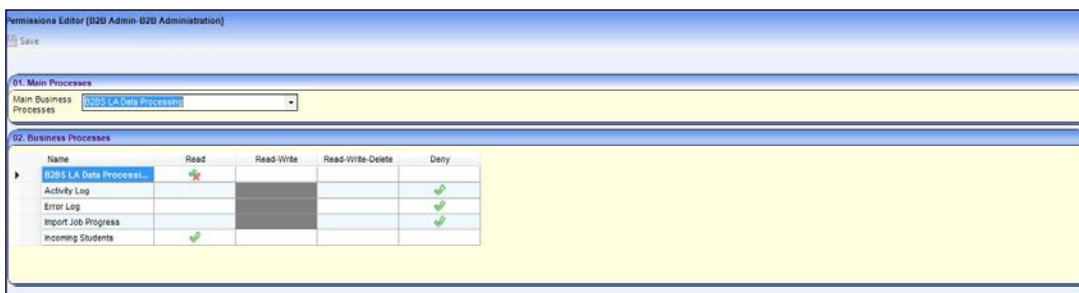 Permissions Editor [B2B Admin-B2B Administration]
Save
01. Main Processes
Main Business Processes B2BS LA Data Processing
02. Business Processes
Name Read Read-Write Read-Write-Delete Deny
B2BS LA Data Processi...
Activity Log
Error Log
Import Job Progress
Incoming Students